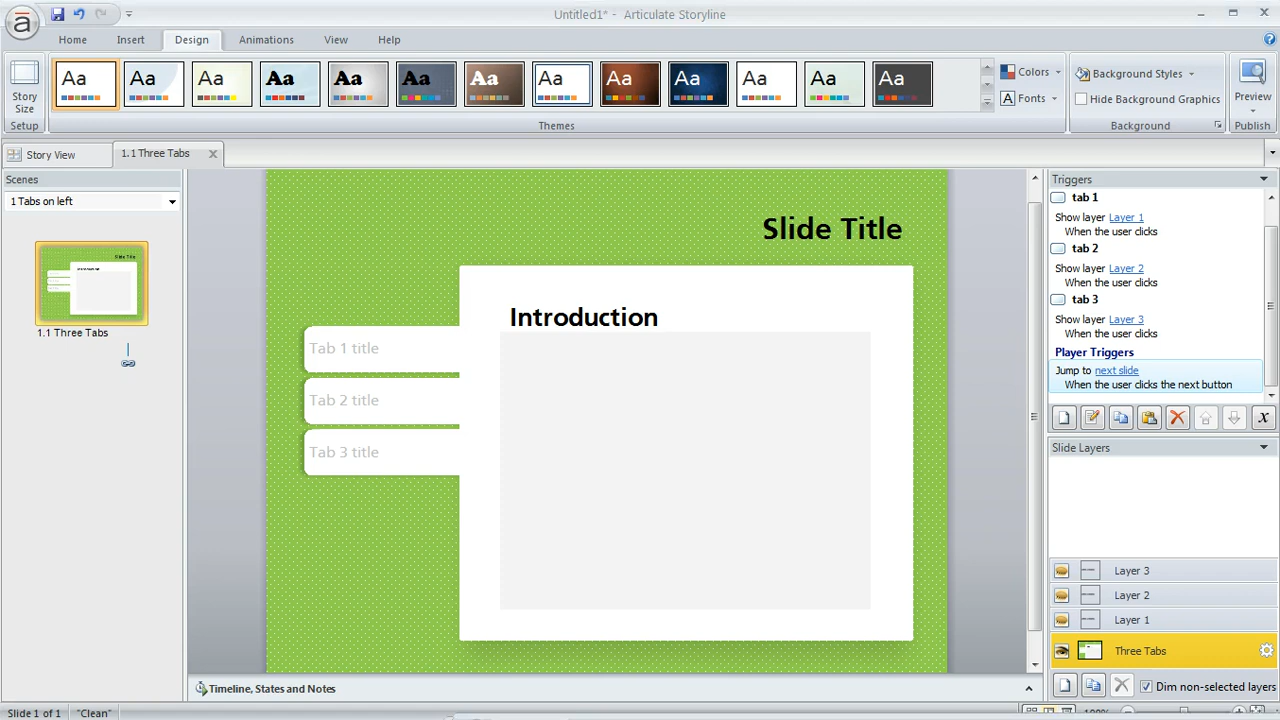 Untitled1* - Articulate Storyline
Home Insert Design Animations View Help
Story Size
Setup
Aa Aa Aa Aa Aa Aa Aa Aa Aa Aa Aa Aa Aa
Themes
Colors
Fonts
Background Styles
Hide Background Graphics
Background
Preview
Publish
Story View
1.1 Three Tabs
Scenes
1 Tabs on left
1.1 Three Tabs
Slide Title
Introduction
Tab 1 title
Tab 2 title
Tab 3 title
Timeline, States and Notes
Triggers
tab 1
Show layer Layer 1
When the user clicks
tab 2
Show layer Layer 2
When the user clicks
tab 3
Show layer Layer 3
When the user clicks
Player Triggers
Jump to next slide
When the user clicks the next button
Slide Layers
Layer 3
Layer 2
Layer 1
Three Tabs
Dim non-selected layers
Slide 1 of 1
"Clean"